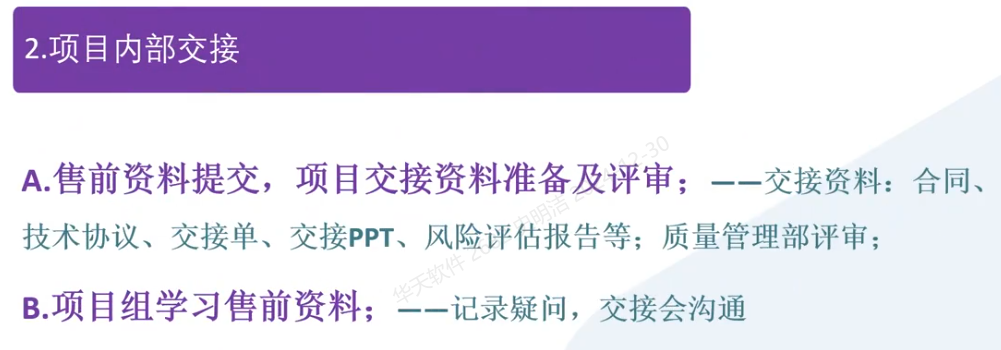 2.项目内部交接
A.售前资料提交，项目交接资料准备及评审；——交接资料：合同、
技术协议、交接单、交接PPT、风险评估报告等；质量管理部评审；
B.项目组学习售前资料；——记录疑问，交接会沟通
华天软件
12-30